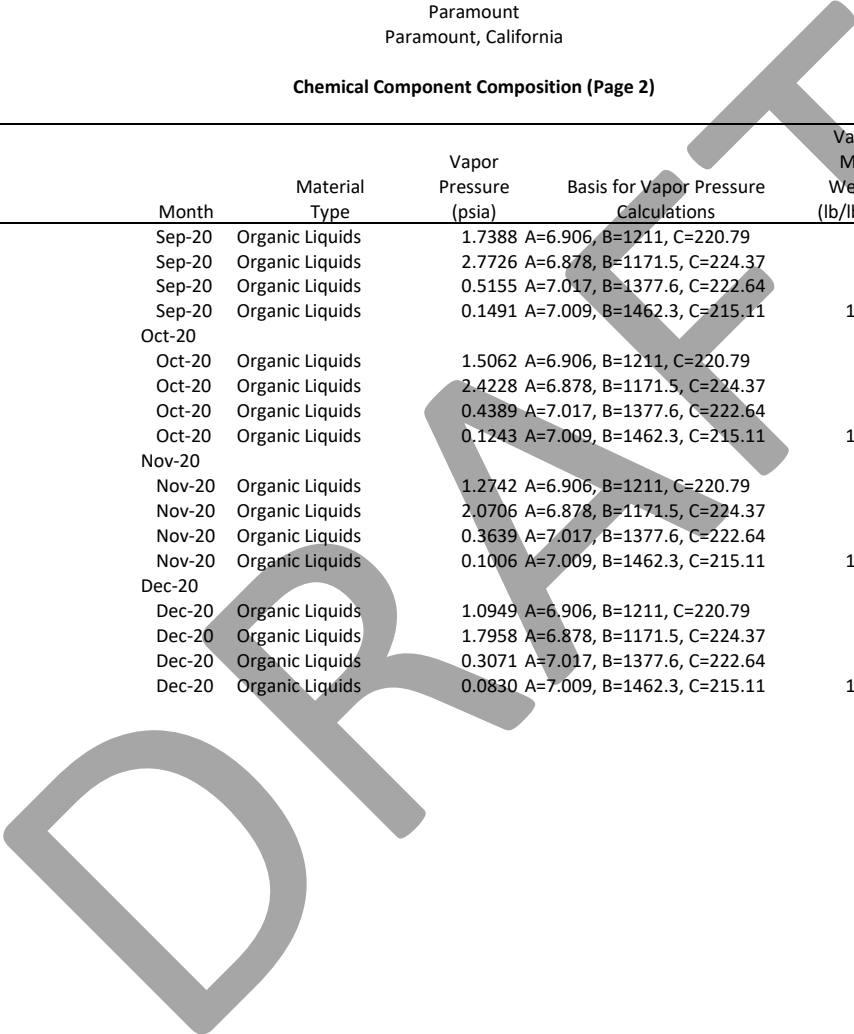 Paramount
Paramount, California
Chemical Component Composition (Page 2)
Va
Vapor M
Material Pressure Basis for Vapor Pressure We
Month Type (psia) Calculations (lb/lb
Sep-20 Organic Liquids 1.7388 A=6.906, B=1211, C=220.79
Sep-20 Organic Liquids 2.7726 A=6.878, B=1171.5, C=224.37
Sep-20 Organic Liquids 0.5155 A=7.017, B=1377.6, C=222.64
Sep-20 Organic Liquids 0.1491 A=7.009, B=1462.3, C=215.11 1
Oct-20
Oct-20 Organic Liquids 1.5062 A=6.906, B=1211, C=220.79
Oct-20 Organic Liquids 2.4228 A=6.878, B=1171.5, C=224.37
Oct-20 Organic Liquids 0.4389 A=7.017, B=1377.6, C=222.64
Oct-20 Organic Liquids 0.1243 A=7.009, B=1462.3, C=215.11 1
Nov-20
Nov-20 Organic Liquids 1.2742 A=6.906, B=1211, C=220.79
Nov-20 Organic Liquids 2.0706 A=6.878, B=1171.5, C=224.37
Nov-20 Organic Liquids 0.3639 A=7.017, B=1377.6, C=222.64
Nov-20 Organic Liquids 0.1006 A=7.009, B=1462.3, C=215.11 1
Dec-20
Dec-20 Organic Liquids 1.0949 A=6.906, B=1211, C=220.79
Dec-20 Organic Liquids 1.7958 A=6.878, B=1171.5, C=224.37
Dec-20 Organic Liquids 0.3071 A=7.017, B=1377.6, C=222.64
Dec-20 Organic Liquids 0.0830 A=7.009, B=1462.3, C=215.11 1
DRAFT